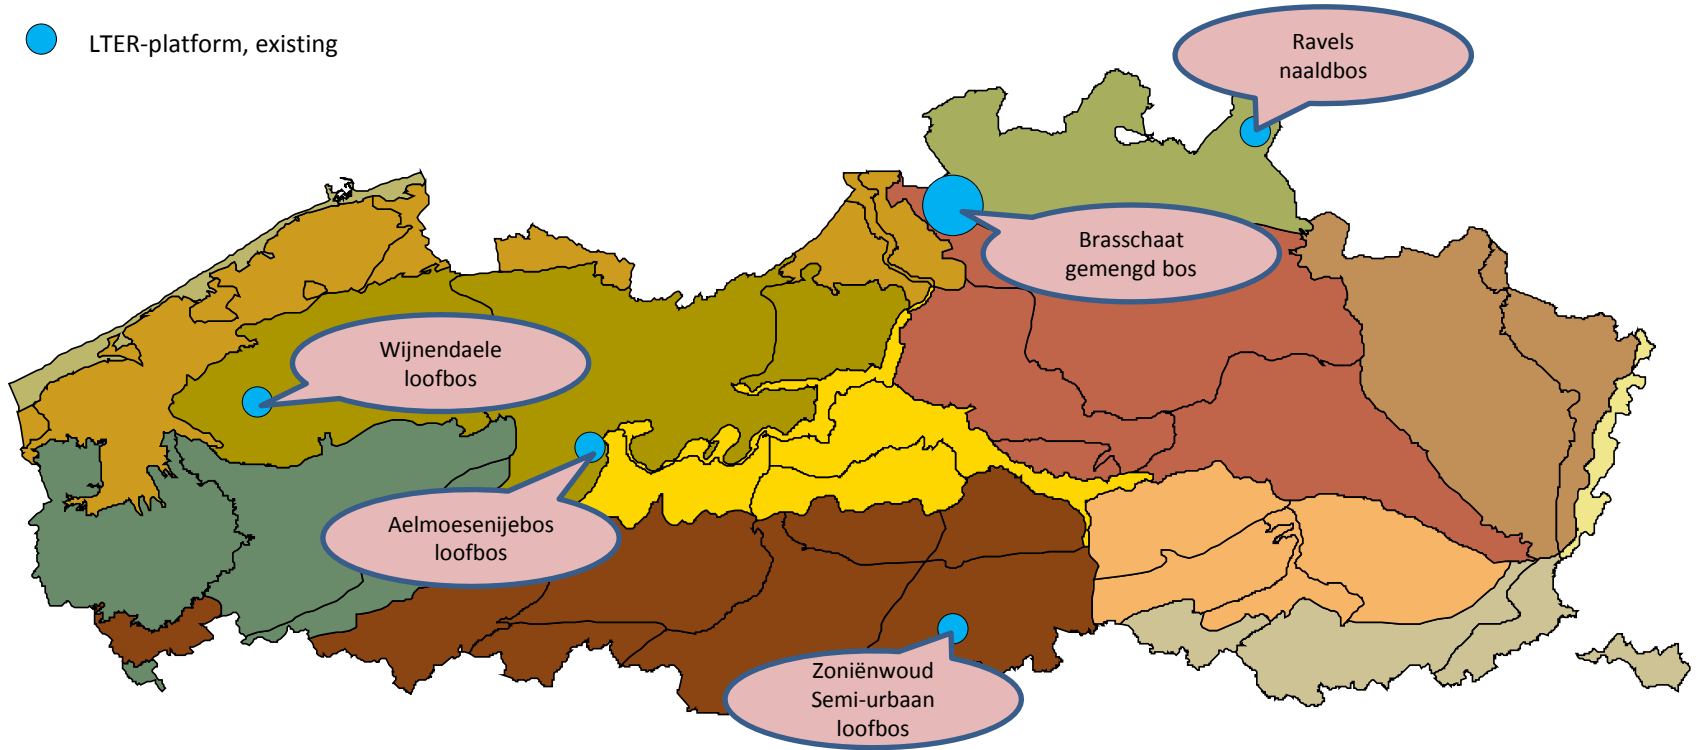 LTER-platform, existing
Ravels
naaldbos
Brasschaat
gemengd bos
Wijnendaele
loofbos
Aelmoesenijebos
loofbos
Zoniënwoud
Semi-urbaan
loofbos